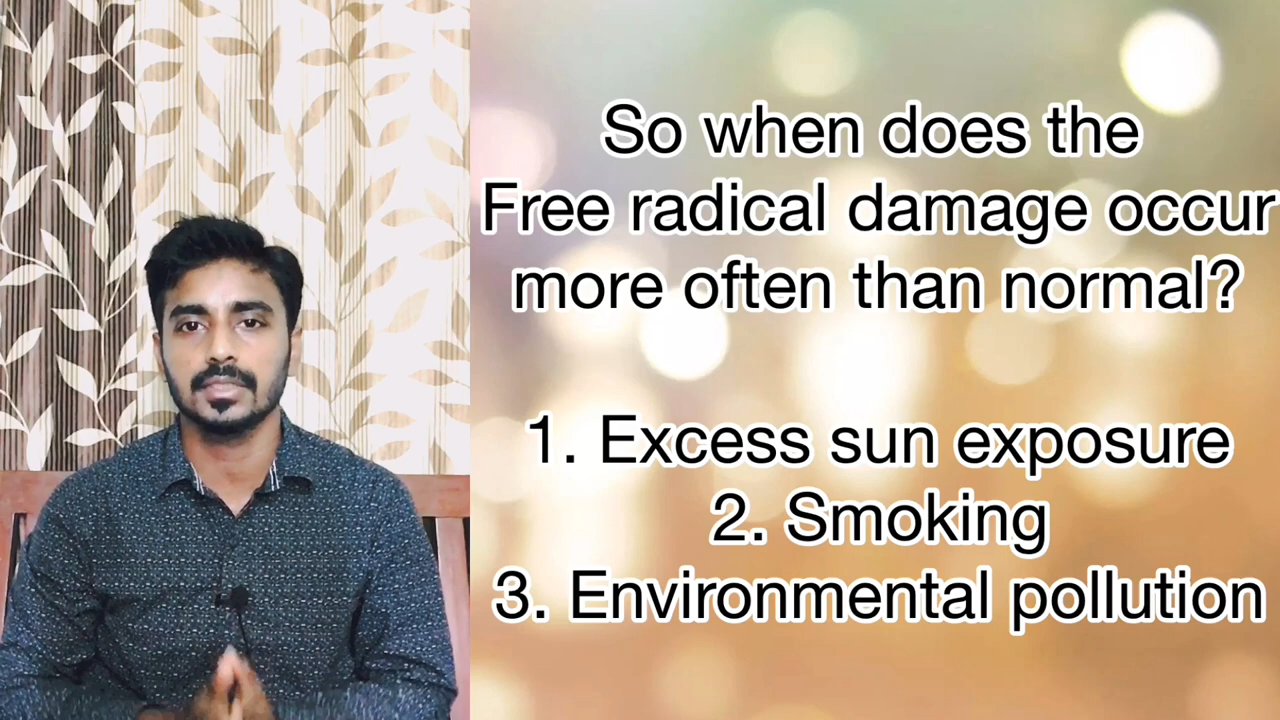 So when does the
Free radical damage occur
more often than normal?
1. Excess sun exposure
2. Smoking
3. Environmental pollution